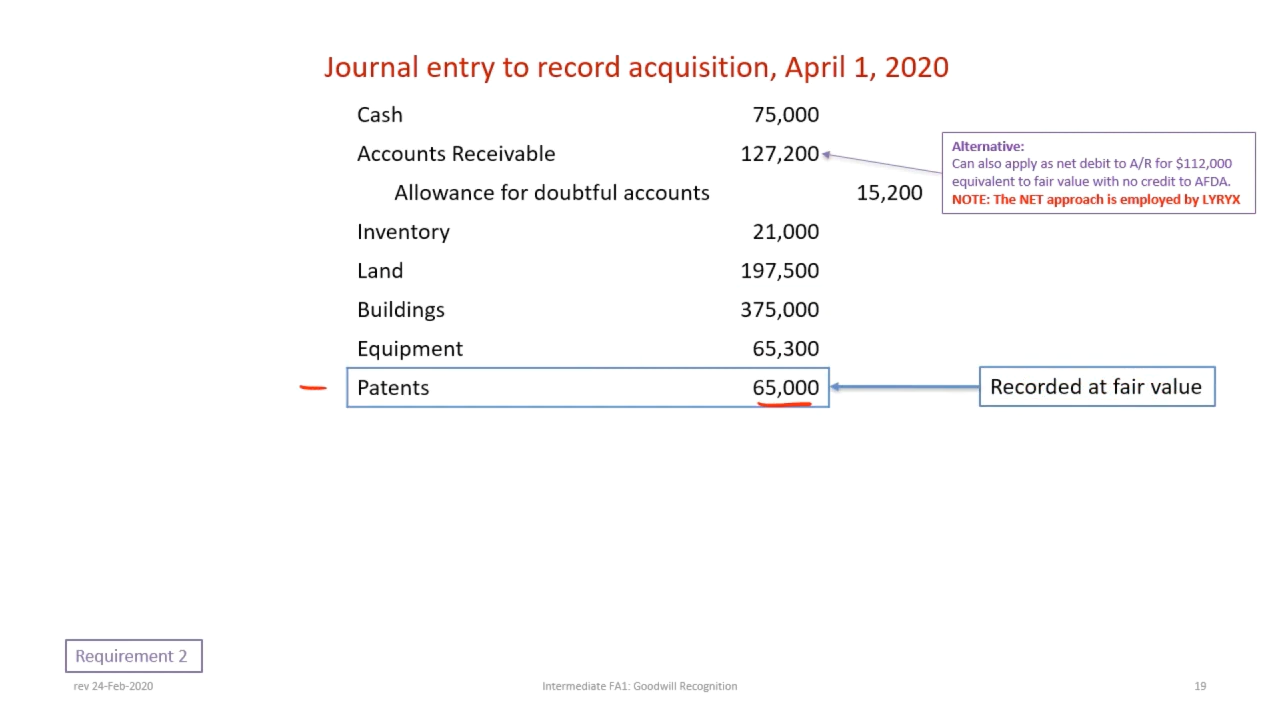 Journal entry to record acquisition, April 1, 2020
Cash 75,000
Accounts Receivable 127,200
Allowance for doubtful accounts 15,200
Alternative:
Can also apply as net debit to A/R for $112,000
equivalent to fair value with no credit to AFDA.
NOTE: The NET approach is employed by LYRYX
Inventory 21,000
Land 197,500
Buildings 375,000
Equipment 65,300
Patents 65,000
Recorded at fair value
Requirement 2
rev 24-Feb-2020
Intermediate FA1: Goodwill Recognition
19